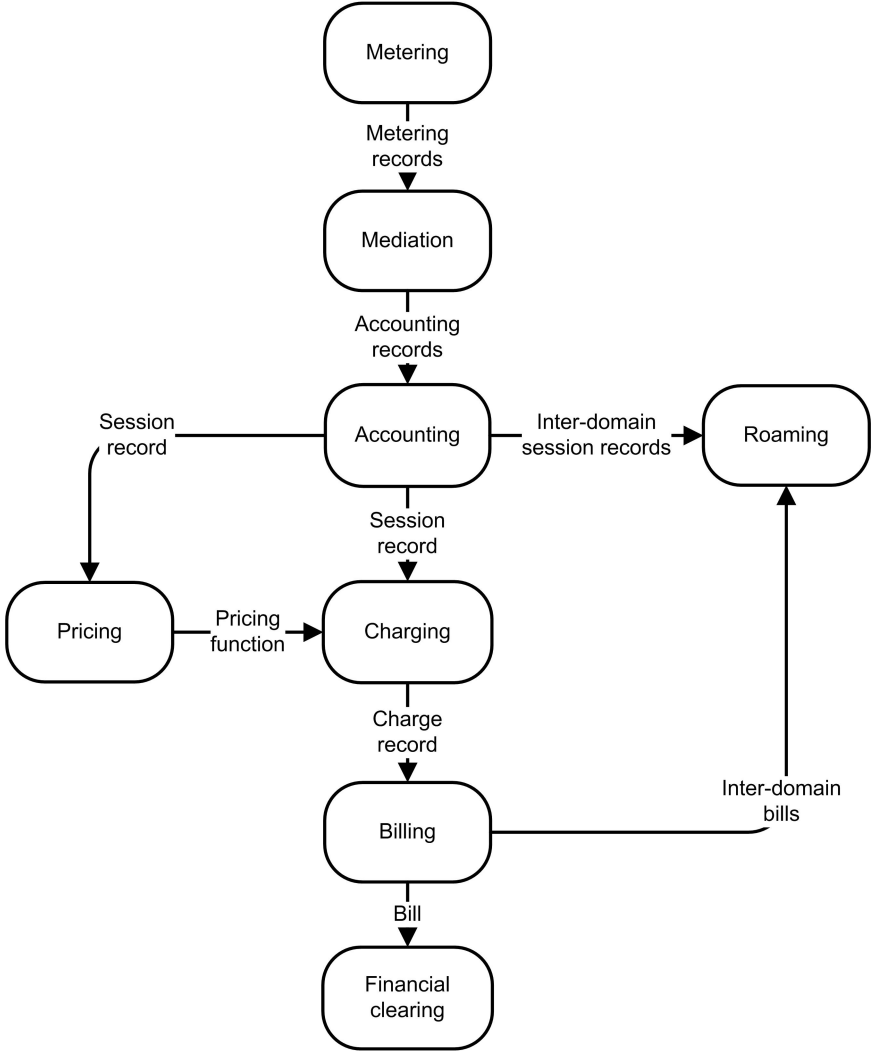 Metering
Metering
records
Mediation
Accounting
records
Session
record
Accounting
Inter-domain
session records
Roaming
Session
record
Pricing
Pricing
function
Charging
Charge
record
Inter-domain
bills
Billing
Bill
Financial
clearing